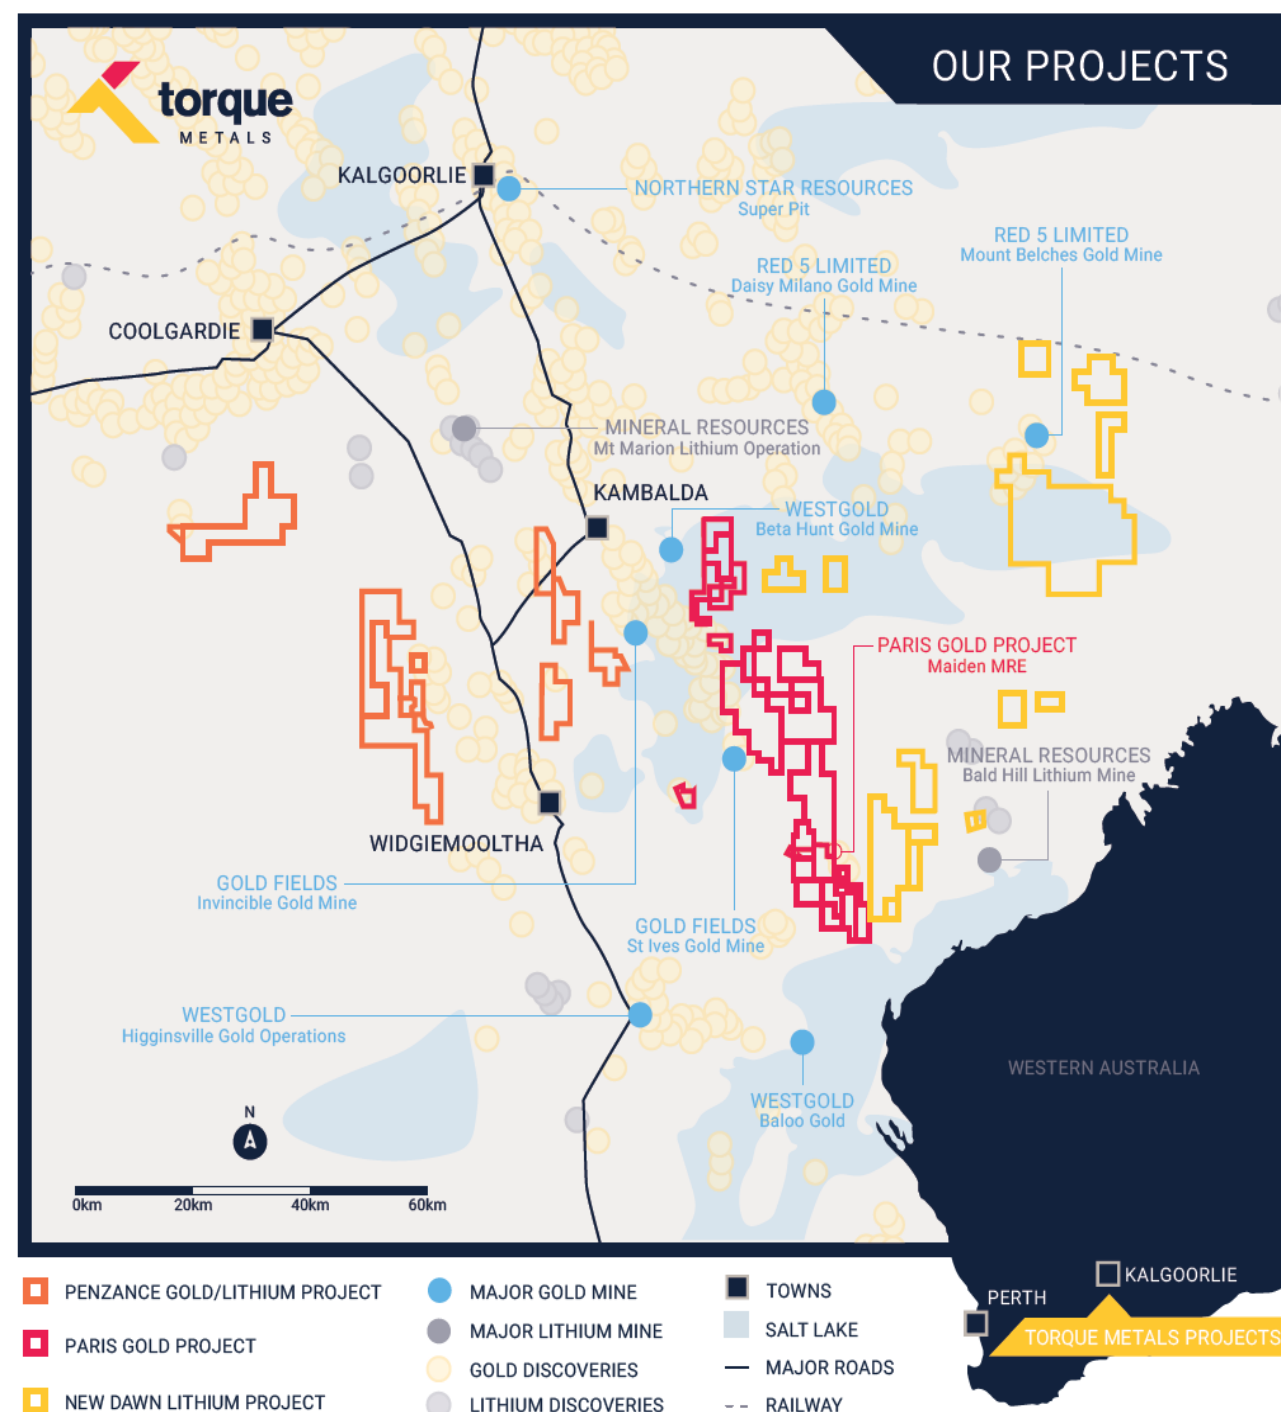 OUR PROJECTS
torque
METALS
KALGOORLIE
NORTHERN STAR RESOURCES
Super Pit
RED 5 LIMITED
Mount Belches Gold Mine
RED 5 LIMITED
Daisy Milano Gold Mine
COOLGARDIE
MINERAL RESOURCES
Mt Marion Lithium Operation
KAMBALDA
WESTGOLD
Beta Hunt Gold Mine
PARIS GOLD PROJECT
Maiden MRE
MINERAL RESOURCES
Bald Hill Lithium Mine
WIDGIEMOOLTHA
GOLD FIELDS
Invincible Gold Mine
GOLD FIELDS
St Ives Gold Mine
WESTGOLD
Higginsville Gold Operations
WESTERN AUSTRALIA
WESTGOLD
Baloo Gold
N
0km 20km 40km 60km
KALGOORLIE
PERTH
TORQUE METALS PROJECTS
PENZANCE GOLD/LITHIUM PROJECT
PARIS GOLD PROJECT
NEW DAWN LITHIUM PROJECT
MAJOR GOLD MINE
MAJOR LITHIUM MINE
GOLD DISCOVERIES
LITHIUM DISCOVERIES
TOWNS
SALT LAKE
MAJOR ROADS
RAILWAY